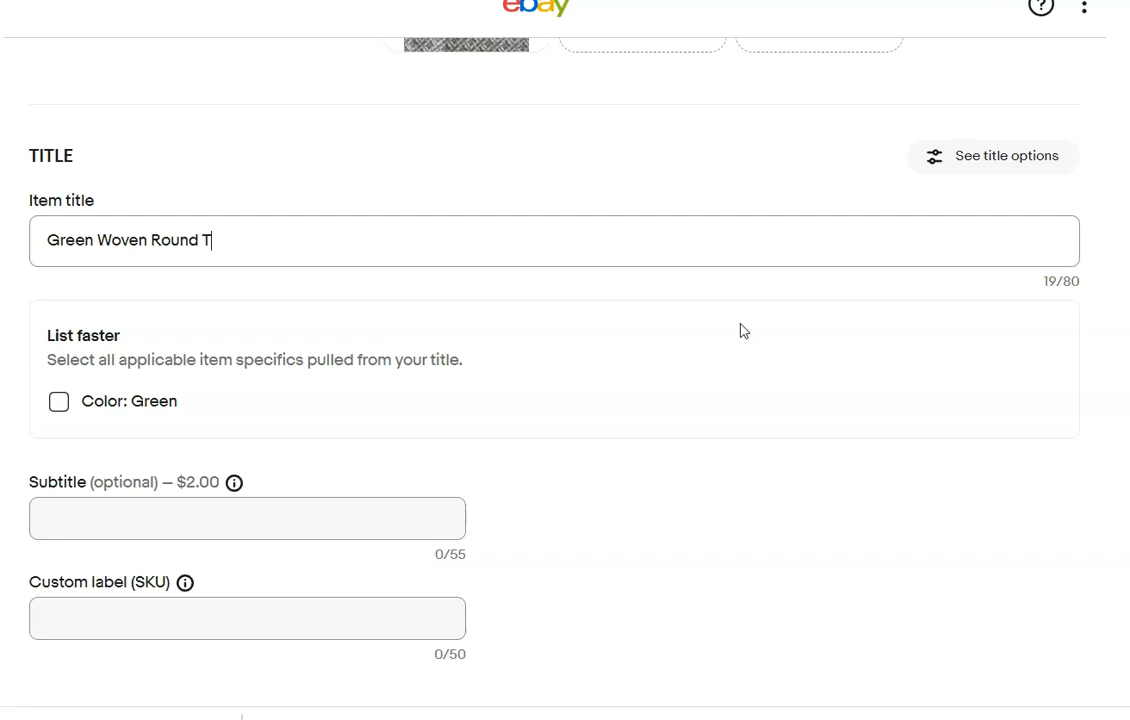 ebay
TITLE
See title options
Item title
Green Woven Round T
19/80
List faster
Select all applicable item specifics pulled from your title.
Color: Green
Subtitle (optional) – $2.00
0/55
Custom label (SKU)
0/50